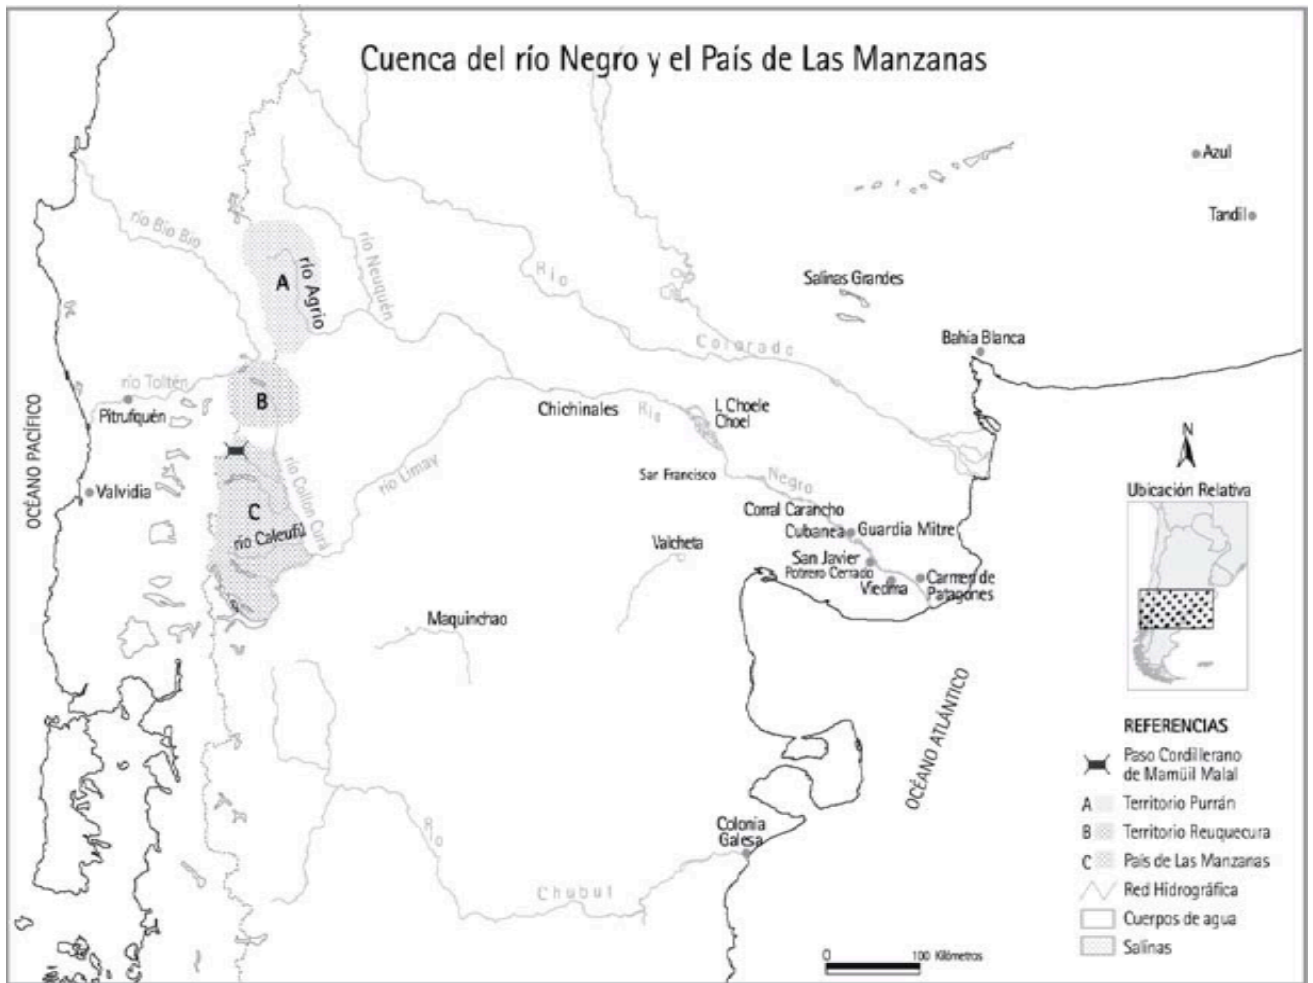 Cuenca del río Negro y el País de Las Manzanas
Azul
Tandil
río Bío Bío
río Neuquén
A
río Agrio
Río
Colorado
Salinas Grandes
Bahía Blanca
río Toltén
Pitrufquén
B
Chichinales
Río
Negro
I. Choele
Choel
OCÉANO PACÍFICO
Valvidia
C
río Caleufú
río Collon Curá
río Limay
San Francisco
Corral Carancho
Cubanea
Guardia Mitre
Valcheta
San Javier
Potrero Cerrado
Viedma
Carmen de
Patagones
Maquinchao
OCÉANO ATLÁNTICO
Colonia
Galesa
Río
Chubut
0
100 Kilómetros
N
Ubicación Relativa
REFERENCIAS
Paso Cordillerano
de Mamüil Malal
A Territorio Purrán
B Territorio Reuquecura
C País de Las Manzanas
Red Hidrográfica
Cuerpos de agua
Salinas